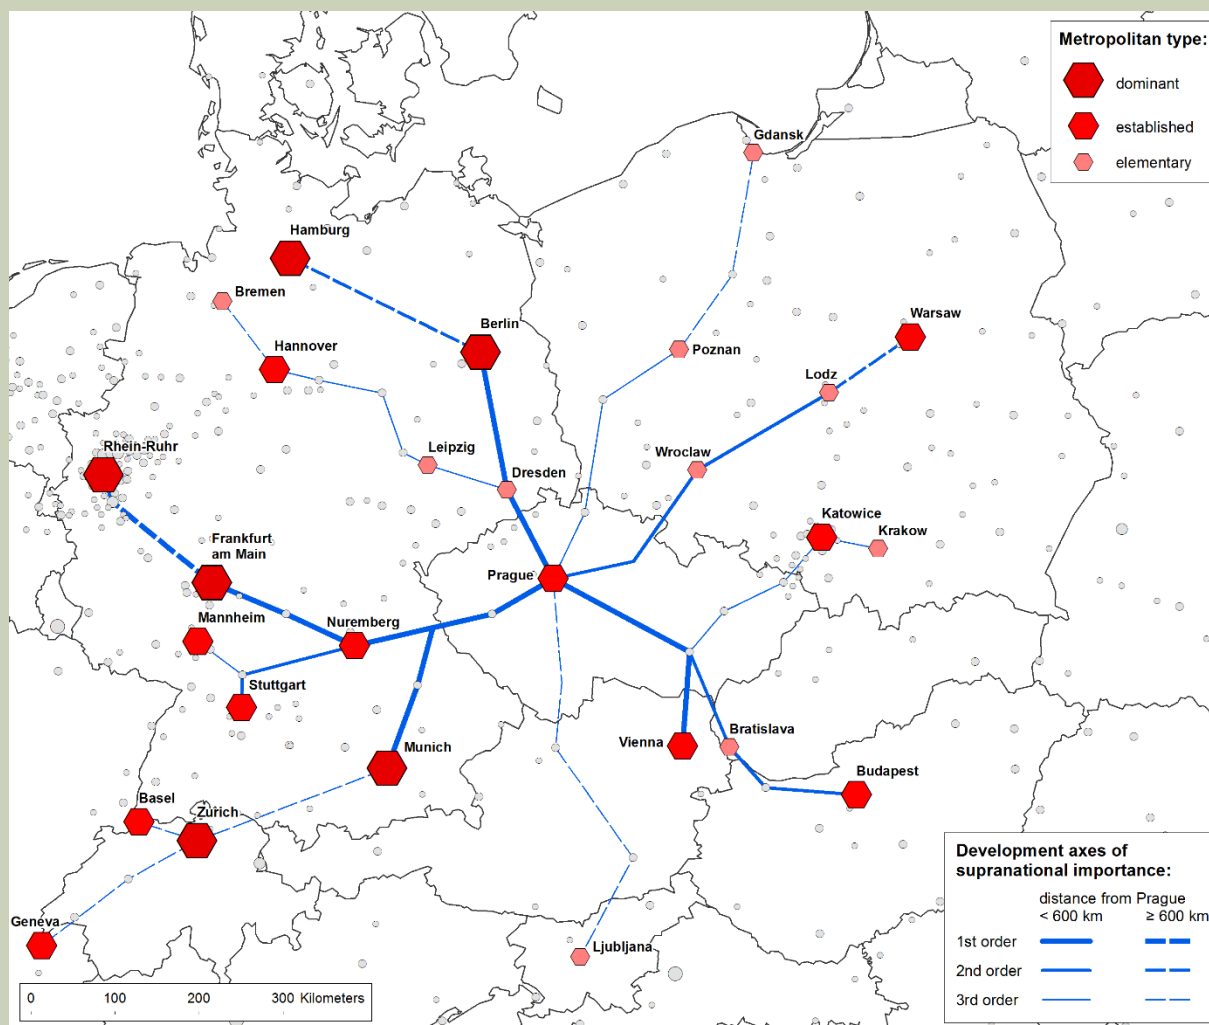 Metropolitan type:
dominant
established
elementary
Gdansk
Hamburg
Bremen
Berlin
Hannover
Warsaw
Poznan
Lodz
Rhein-Ruhr
Leipzig
Dresden
Wroclaw
Katowice
Krakow
Frankfurt
am Main
Prague
Mannheim
Nuremberg
Stuttgart
Munich
Vienna
Bratislava
Budapest
Basel
Zürich
Geneva
Ljubljana
Development axes of
supranational importance:
distance from Prague
< 600 km ≥ 600 km
1st order
2nd order
3rd order
0 100 200 300 Kilometers